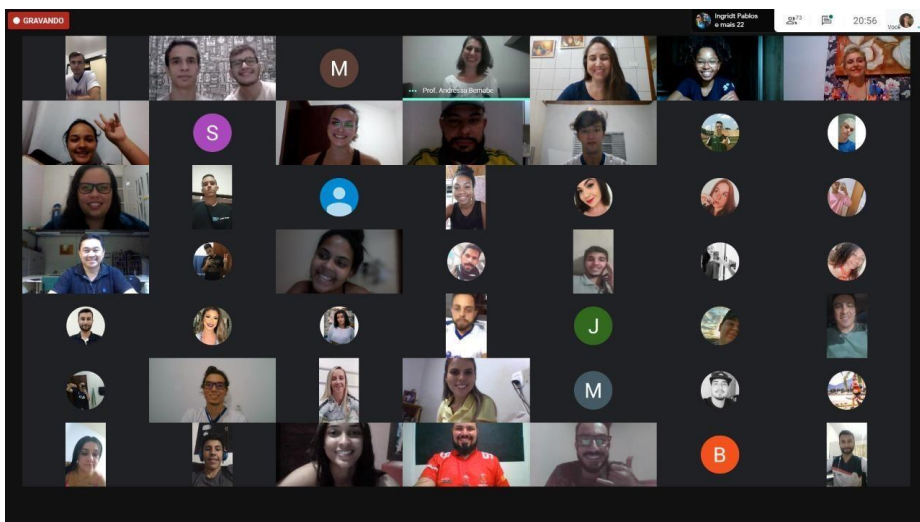 GRAVANDO
Ingridt Pablos
e mais 22
73
20:56
Você
M
Prof. Andressa Bernabe
S
J
M
B